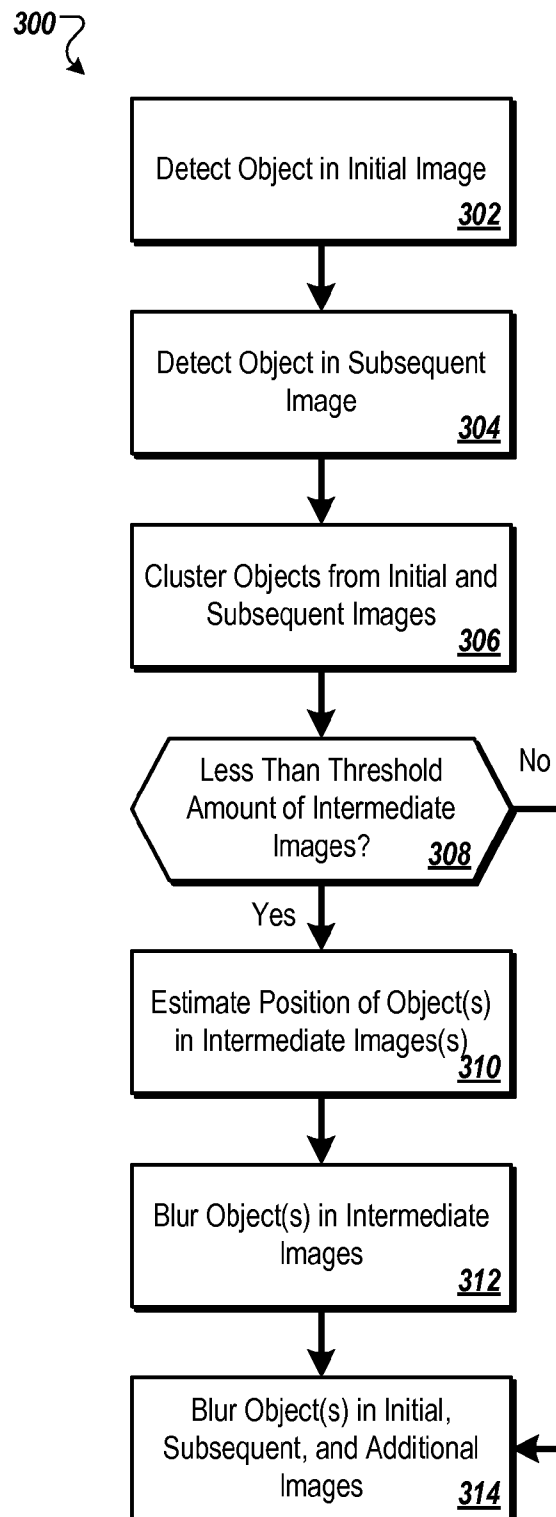 300
Detect Object in Initial Image
302
Detect Object in Subsequent
Image
304
Cluster Objects from Initial and
Subsequent Images
306
Less Than Threshold
Amount of Intermediate
Images?
308
No
Yes
Estimate Position of Object(s)
in Intermediate Images(s)
310
Blur Object(s) in Intermediate
Images
312
Blur Object(s) in Initial,
Subsequent, and Additional
Images
314